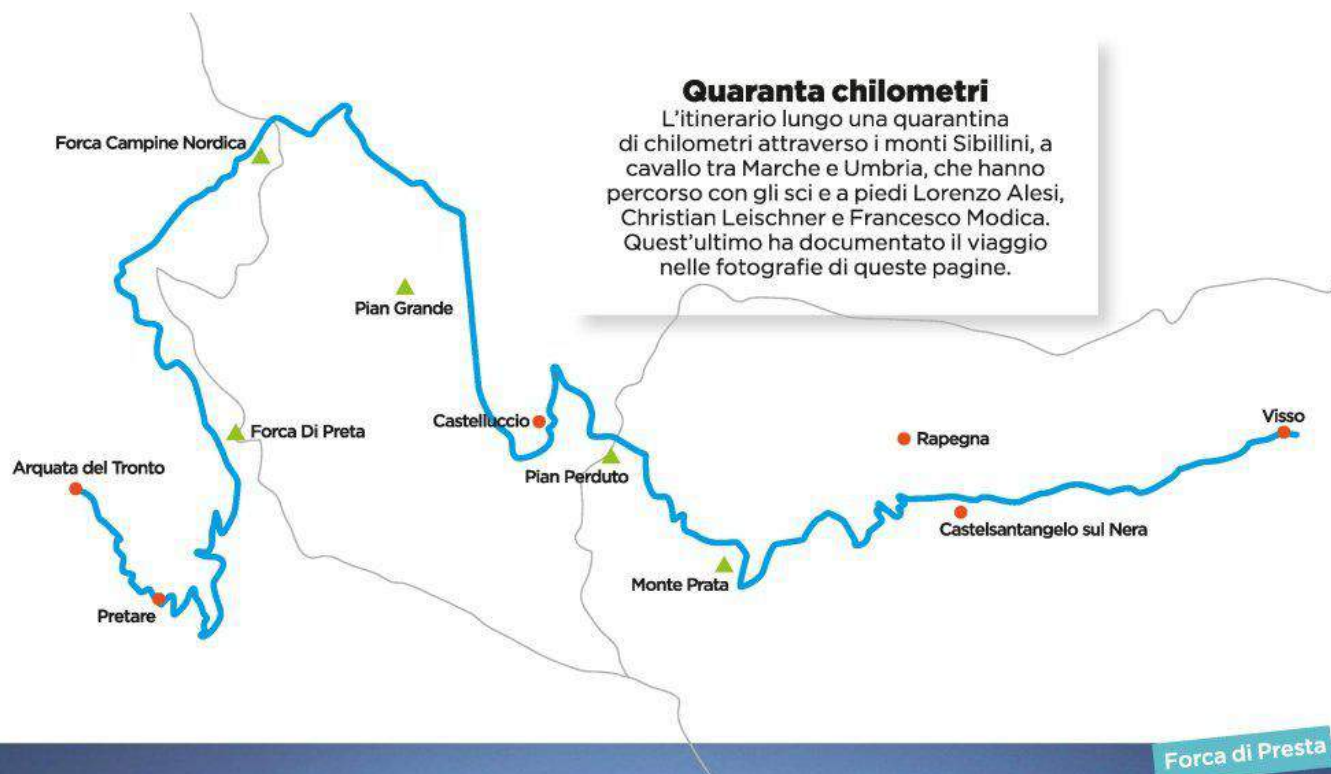 Quaranta chilometri
L'itinerario lungo una quarantina
di chilometri attraverso i monti Sibillini, a
cavallo tra Marche e Umbria, che hanno
percorso con gli sci e a piedi Lorenzo Alesi,
Christian Leischner e Francesco Modica.
Quest'ultimo ha documentato il viaggio
nelle fotografie di queste pagine.
Forca Campine Nordica
Pian Grande
Castelluccio
Visso
Forca Di Preta
Rapegna
Arquata del Tronto
Pian Perduto
Castelsantangelo sul Nera
Monte Prata
Pretare
Forca di Presta